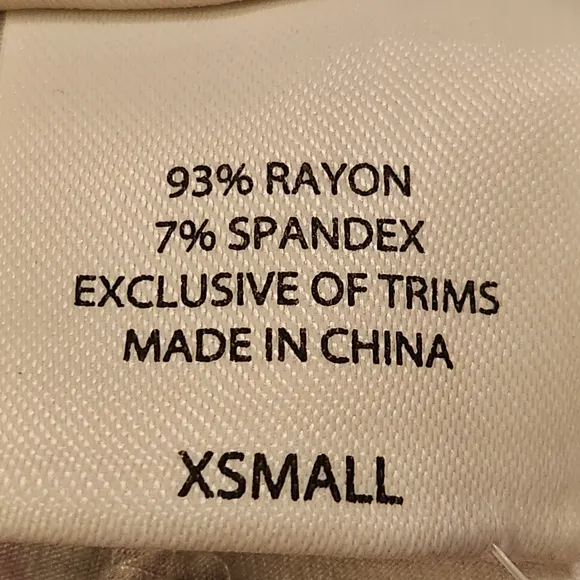 93% RAYON
7% SPANDEX
EXCLUSIVE OF TRIMS
MADE IN CHINA
XSMALL